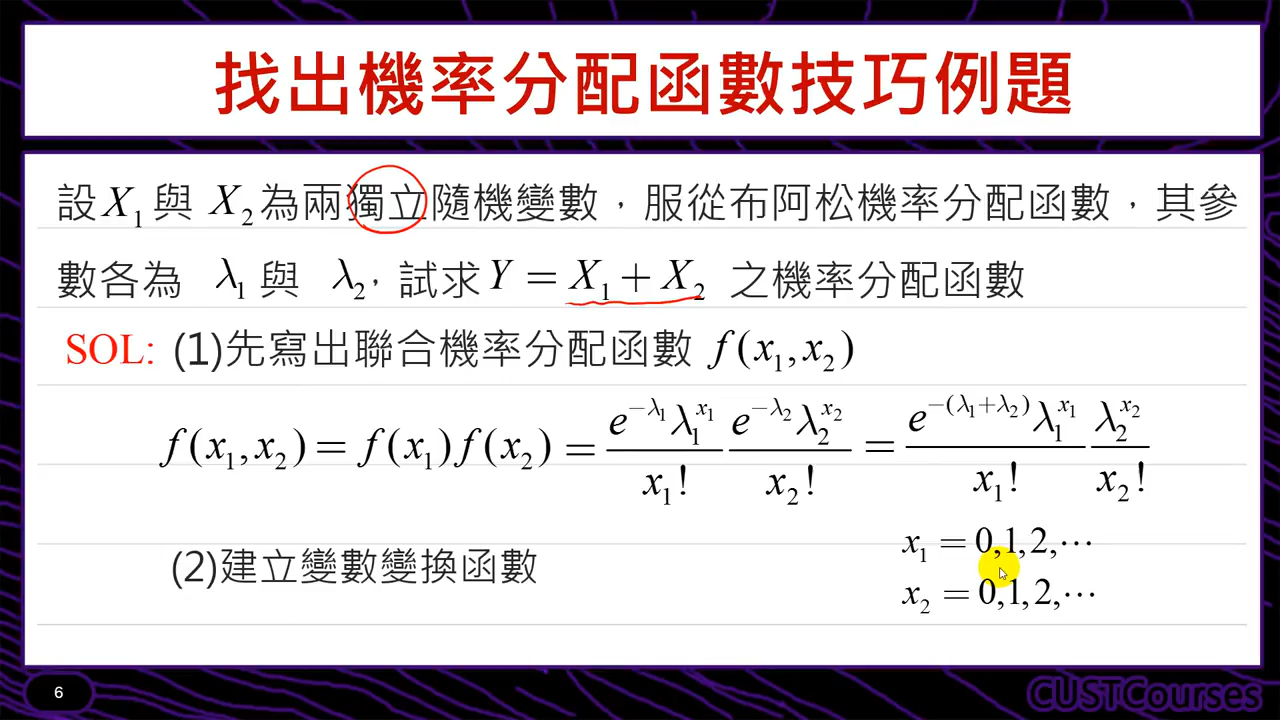 找出機率分配函數技巧例題
設 X₁ 與 X₂ 為兩獨立隨機變數，服從布阿松機率分配函數，其參
數各為 λ₁ 與 λ₂，試求 Y = X₁ + X₂ 之機率分配函數
SOL: (1)先寫出聯合機率分配函數 f(x₁, x₂)
f(x₁, x₂) = f(x₁) f(x₂) = \frac{e^{-λ₁} λ₁^{x₁}}{x₁!} \frac{e^{-λ₂} λ₂^{x₂}}{x₂!} = \frac{e^{-(λ₁+λ₂)} λ₁^{x₁}}{x₁!} \frac{λ₂^{x₂}}{x₂!}
x₁ = 0,1,2,⋯
(2)建立變數變換函數
x₂ = 0,1,2,⋯
6
CUSTCourses